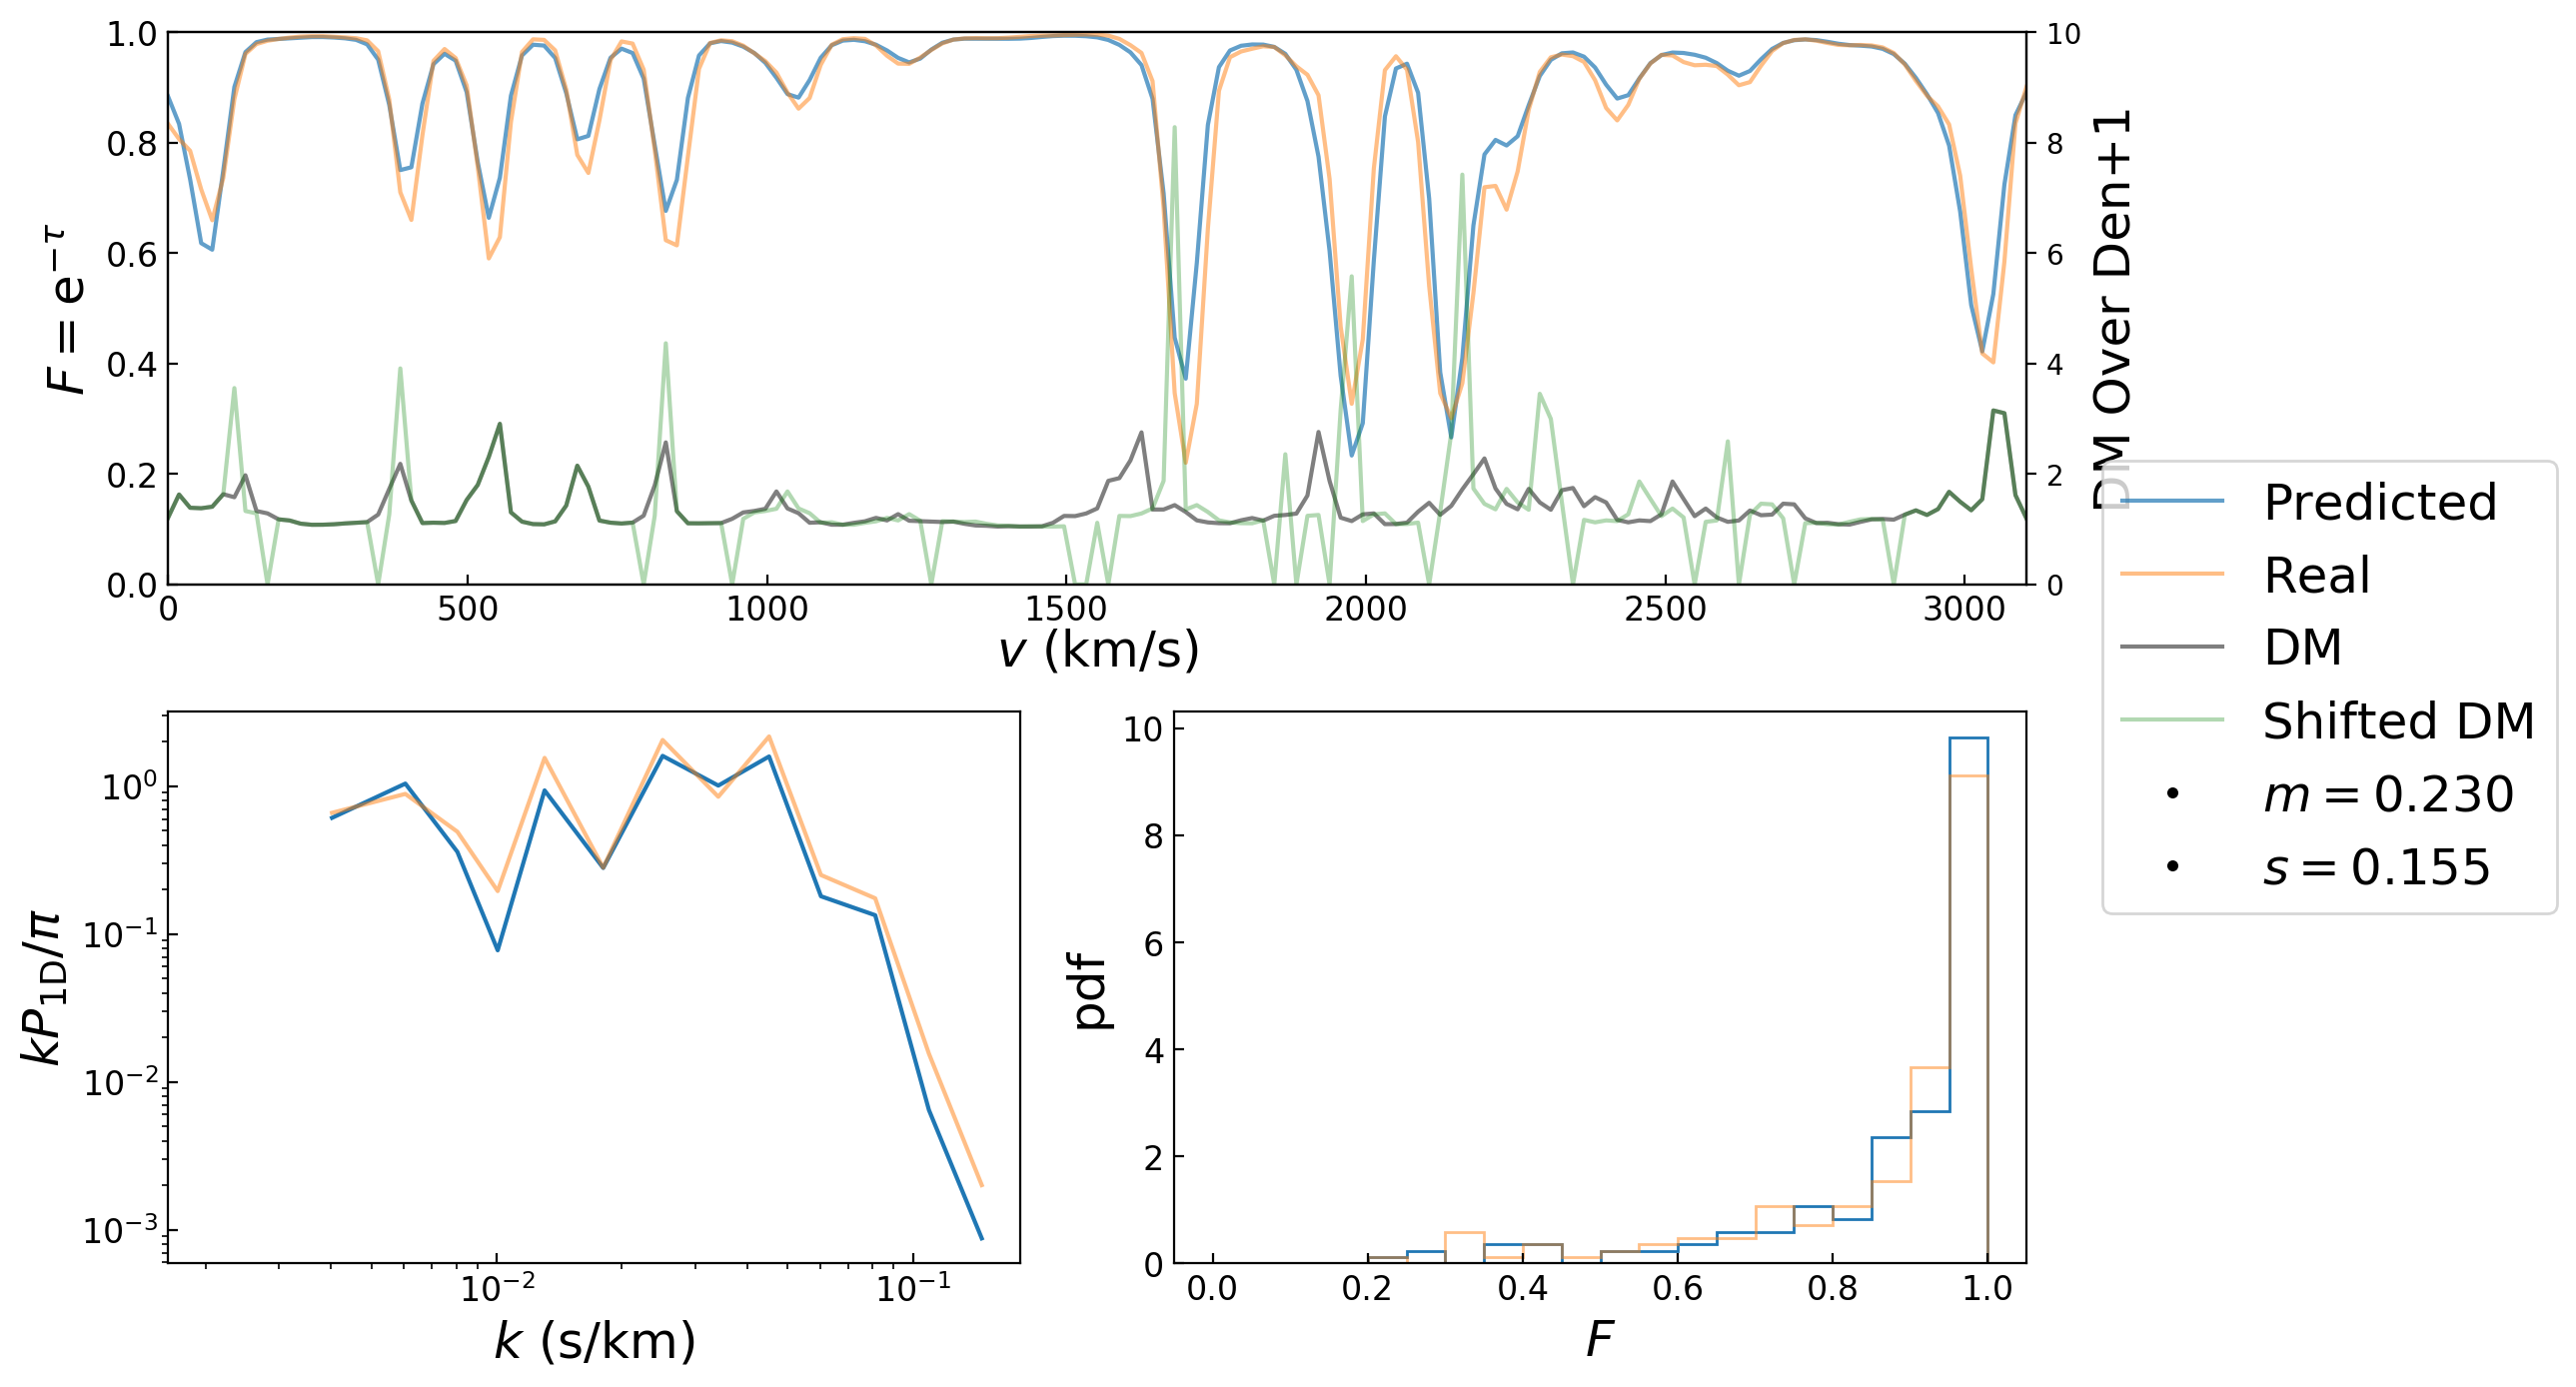 1.0
0.8
0.6
0.4
0.2
0.0
F = e^{−τ}
10
8
6
4
2
0
DM Over Den+1
0 500 1000 1500 2000 2500 3000
v (km/s)
Predicted
Real
DM
Shifted DM
m = 0.230
s = 0.155
10^0
10^{−1}
10^{−2}
10^{−3}
kP_{1D}/π
10^{−2} 10^{−1}
k (s/km)
10
8
6
4
2
0
pdf
0.0 0.2 0.4 0.6 0.8 1.0
F